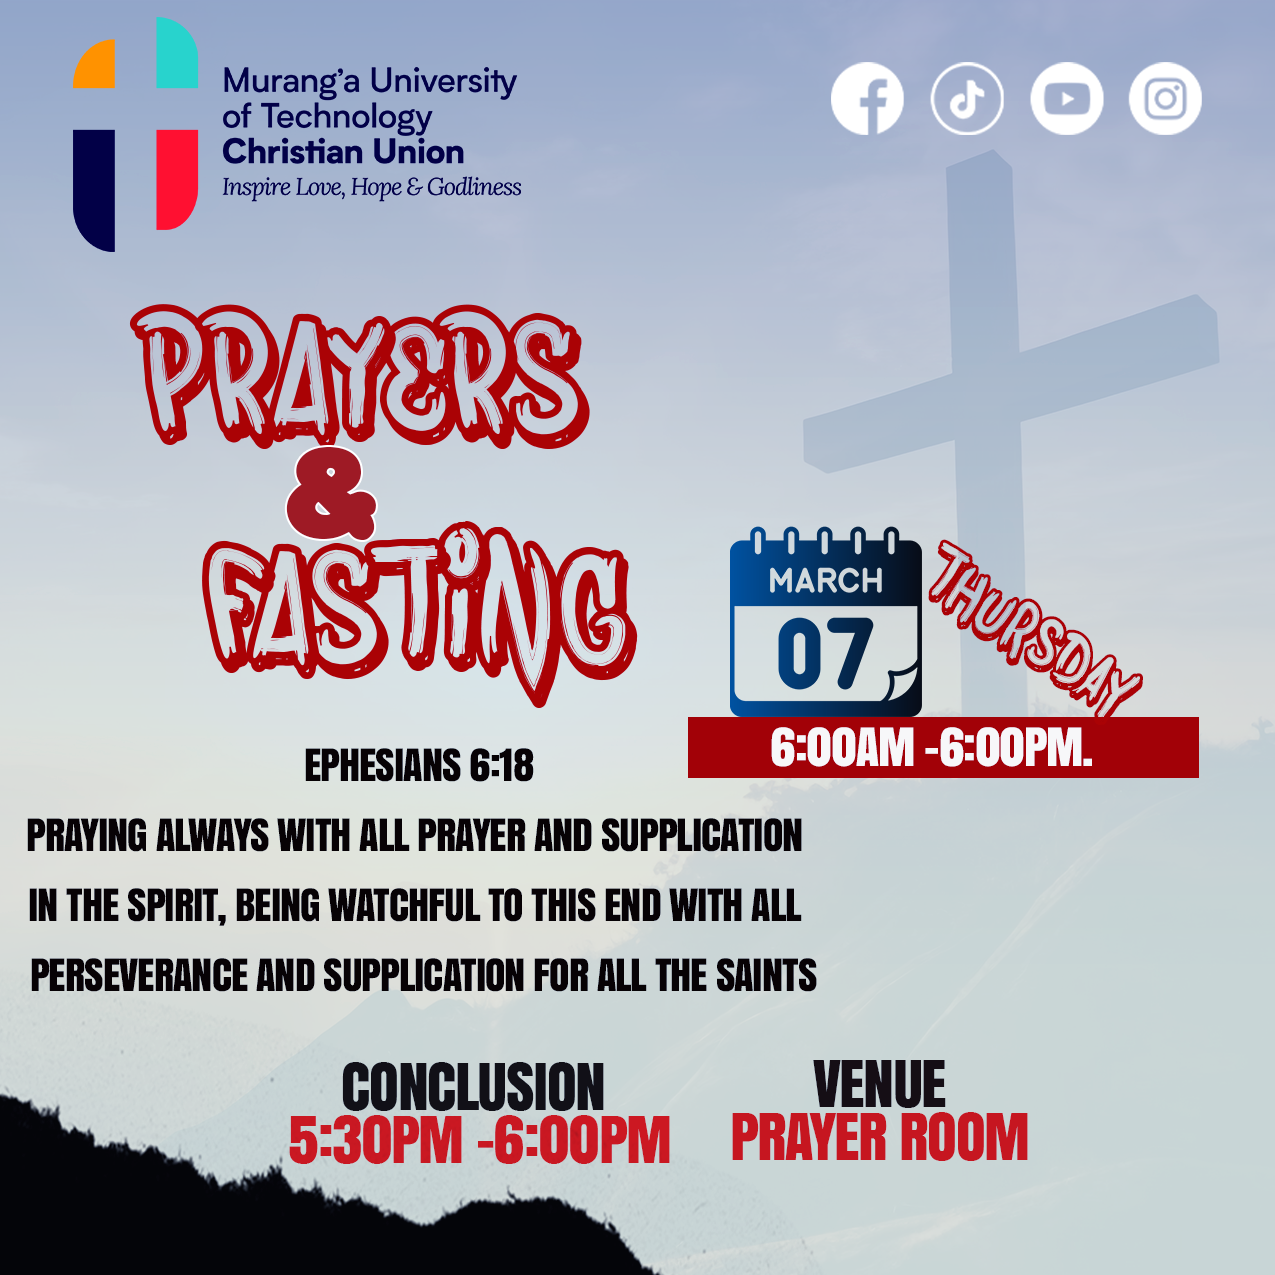 Murang'a University
of Technology
Christian Union
Inspire Love, Hope & Godliness
PRAYERS
&
FASTING
MARCH
07
THURSDAY
6:00AM -6:00PM.
EPHESIANS 6:18
PRAYING ALWAYS WITH ALL PRAYER AND SUPPLICATION
IN THE SPIRIT, BEING WATCHFUL TO THIS END WITH ALL
PERSEVERANCE AND SUPPLICATION FOR ALL THE SAINTS
CONCLUSION
5:30PM -6:00PM
VENUE
PRAYER ROOM